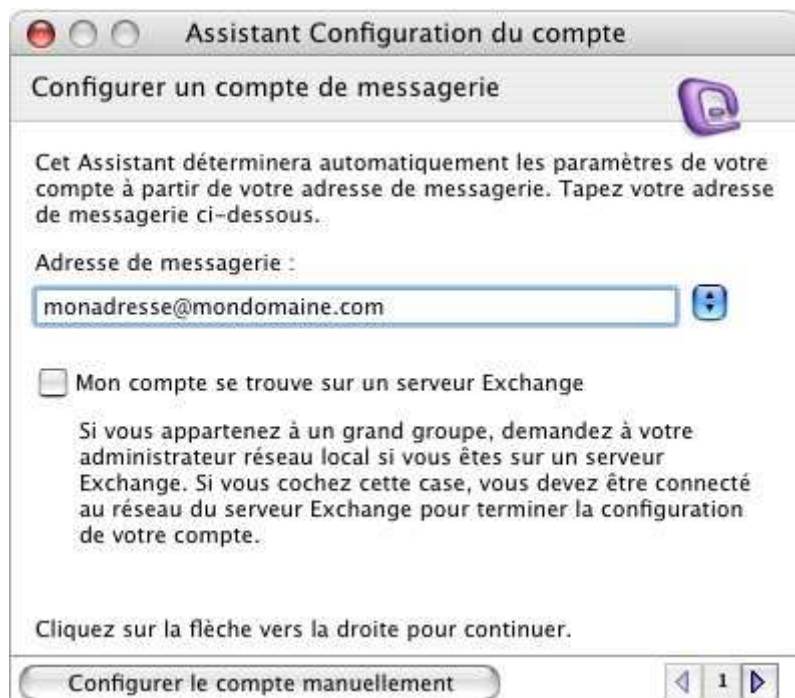 Assistant Configuration du compte
Configurer un compte de messagerie
Cet Assistant déterminera automatiquement les paramètres de votre
compte à partir de votre adresse de messagerie. Tapez votre adresse
de messagerie ci-dessous.
Adresse de messagerie :
monadresse@mondomaine.com
Mon compte se trouve sur un serveur Exchange
Si vous appartenez à un grand groupe, demandez à votre
administrateur réseau local si vous êtes sur un serveur
Exchange. Si vous cochez cette case, vous devez être connecté
au réseau du serveur Exchange pour terminer la configuration
de votre compte.
Cliquez sur la flèche vers la droite pour continuer.
Configurer le compte manuellement
1